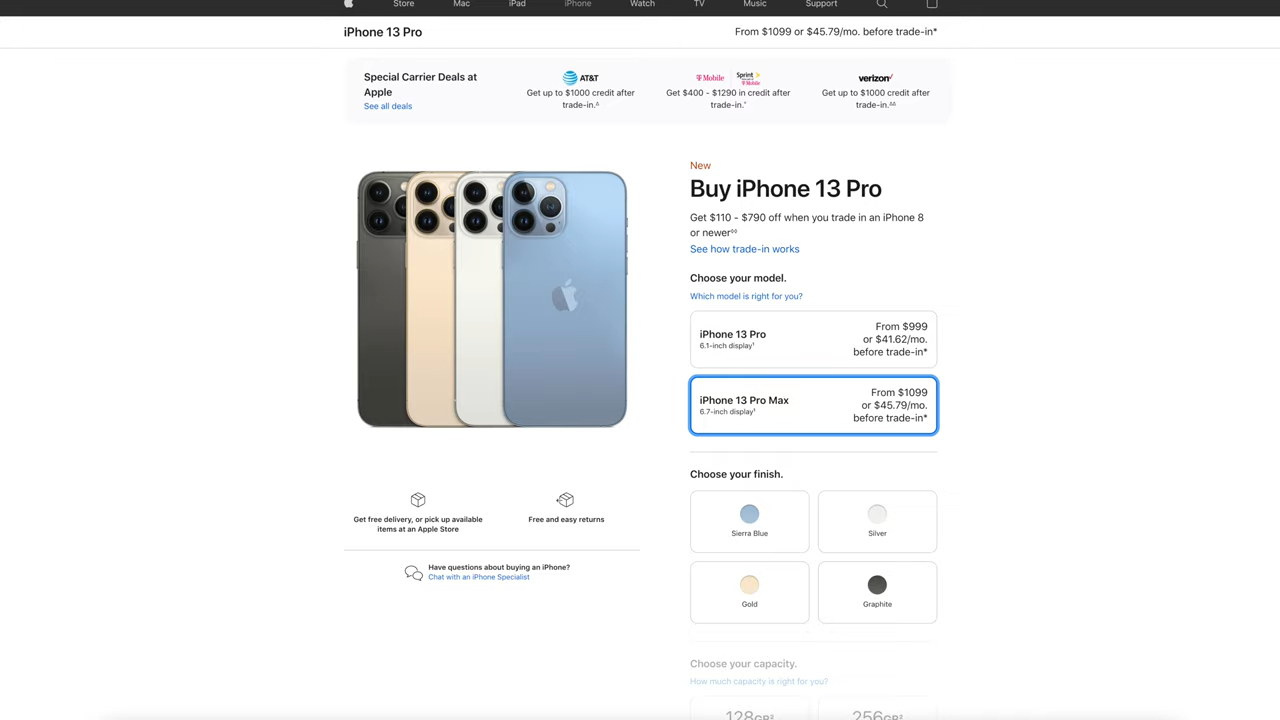 Store Mac iPad iPhone Watch TV Music Support
iPhone 13 Pro
From $1099 or $45.79/mo. before trade-in*
Special Carrier Deals at
Apple
See all deals
AT&T
Get up to $1000 credit after
trade-in.∆
T Mobile Sprint
Get $400 - $1290 in credit after
trade-in.
verizon✓
Get up to $1000 credit after
trade-in.∆∆
New
Buy iPhone 13 Pro
Get $110 - $790 off when you trade in an iPhone 8
or newer◊◊
See how trade-in works
Choose your model.
Which model is right for you?
iPhone 13 Pro
6.1-inch display¹
From $999
or $41.62/mo.
before trade-in*
iPhone 13 Pro Max
6.7-inch display¹
From $1099
or $45.79/mo.
before trade-in*
Choose your finish.
Sierra Blue
Silver
Gold
Graphite
Get free delivery, or pick up available
items at an Apple Store
Free and easy returns
Have questions about buying an iPhone?
Chat with an iPhone Specialist
Choose your capacity.
How much capacity is right for you?
128GB²
256GB²